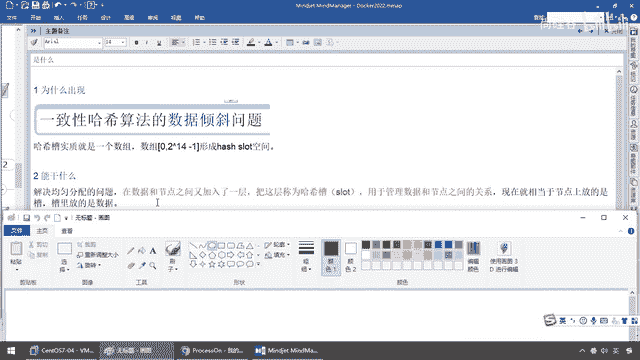 Mindjet MindManager - Docker2022.mmap
文件 主页 插入 任务 设计 高级 审阅 视图 帮助
主题备注
Arial 14
是什么
1 为什么出现
一致性哈希算法的数据倾斜问题
哈希槽实质就是一个数组，数组[0,2^14 -1]形成hash slot空间。
2 能干什么
解决均匀分配的问题，在数据和节点之间又加入了一层，把这层称为哈希槽（slot），用于管理数据和节点之间的关系，现在就相当于节点上放的是
槽，槽里放的是数据。
无标题 - 画图
文件 主页 查看
粘贴 剪切 复制 选择 裁剪 重新调整大小 旋转 刷子 轮廓 填充 粗细 颜色 1 颜色 2 编辑颜色 使用画图 3D 进行编辑
剪贴板 图像 工具 形状 颜色
CentOS7-04 - VM... 无标题 - 画图 ProcessOn - 我的... Mindjet MindMa...